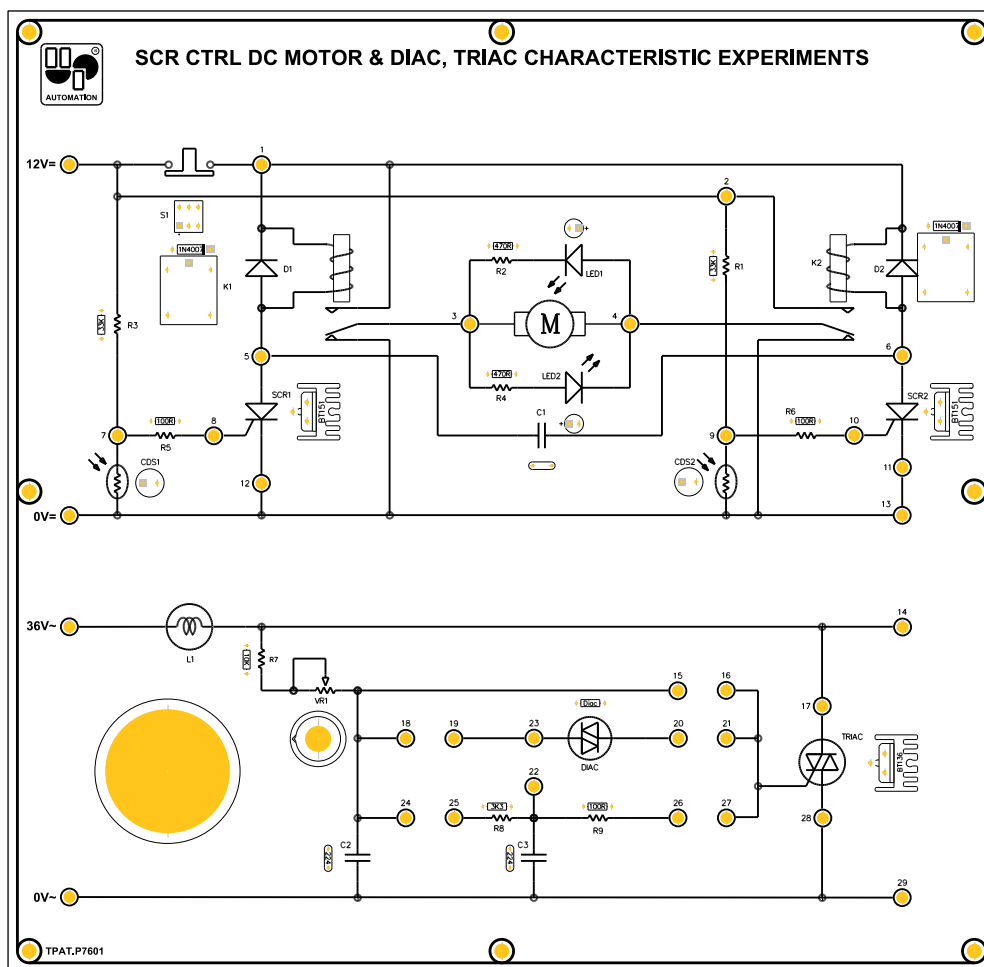 SCR CTRL DC MOTOR & DIAC, TRIAC CHARACTERISTIC EXPERIMENTS
AUTOMATION
R
12V=
1
2
S1
1N4007
K1
D1
470R
R2
LED1
33K
R1
K2
D2
1N4007
33K
R3
3
M
4
5
6
470R
R4
LED2
SCR1
BT151
C1
SCR2
BT151
7
100R
R5
8
9
R6
100R
10
CDS1
12
CDS2
11
13
0V=
36V~
L1
14
10K
R7
VR1
15
16
17
18
19
23
Diac
DIAC
20
21
TRIAC
BT136
22
24
25
3K3
R8
100R
R9
26
27
28
C2
224
C3
224
0V~
29
TPAT.P7601